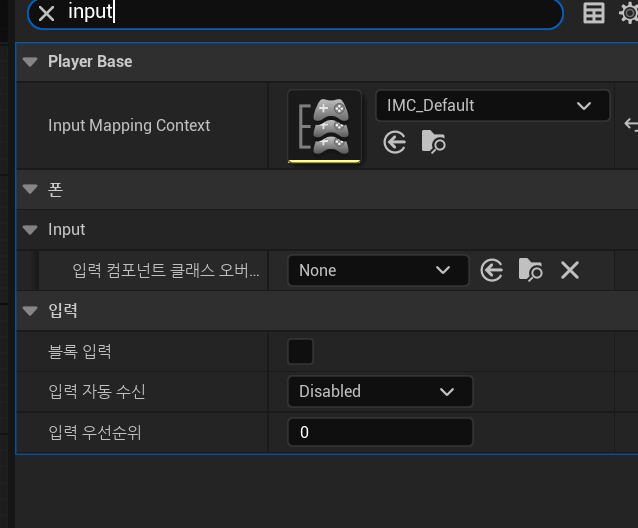 input
Player Base
Input Mapping Context
IMC_Default
폰
Input
입력 컴포넌트 클래스 오버...
None
입력
블록 입력
입력 자동 수신
Disabled
입력 우선순위
0